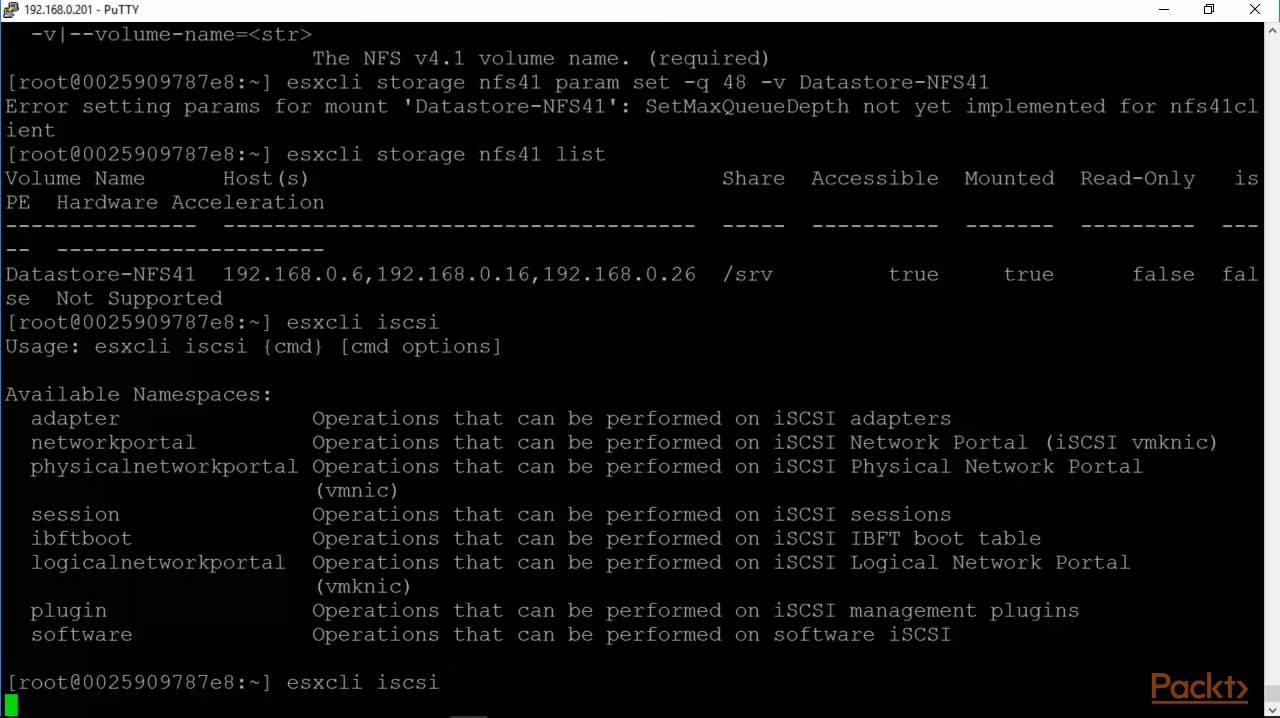 192.168.0.201 - PuTTY
-v|--volume-name=<str>
The NFS v4.1 volume name. (required)
[root@0025909787e8:~] esxcli storage nfs41 param set -q 48 -v Datastore-NFS41
Error setting params for mount 'Datastore-NFS41': SetMaxQueueDepth not yet implemented for nfs41cl
ient
[root@0025909787e8:~] esxcli storage nfs41 list
Volume Name      Host(s)                                Share  Accessible  Mounted  Read-Only   is
PE  Hardware Acceleration
---------------  -------------------------------------  -----  ----------  -------  ---------  ---
--  ---------------------
Datastore-NFS41  192.168.0.6,192.168.0.16,192.168.0.26  /srv         true     true      false  fal
se  Not Supported
[root@0025909787e8:~] esxcli iscsi
Usage: esxcli iscsi {cmd} [cmd options]
Available Namespaces:
adapter               Operations that can be performed on iSCSI adapters
networkportal         Operations that can be performed on iSCSI Network Portal (iSCSI vmknic)
physicalnetworkportal Operations that can be performed on iSCSI Physical Network Portal
(vmnic)
session               Operations that can be performed on iSCSI sessions
ibftboot              Operations that can be performed on iSCSI IBFT boot table
logicalnetworkportal  Operations that can be performed on iSCSI Logical Network Portal
(vmknic)
plugin                Operations that can be performed on iSCSI management plugins
software              Operations that can be performed on software iSCSI
[root@0025909787e8:~] esxcli iscsi
Packt>